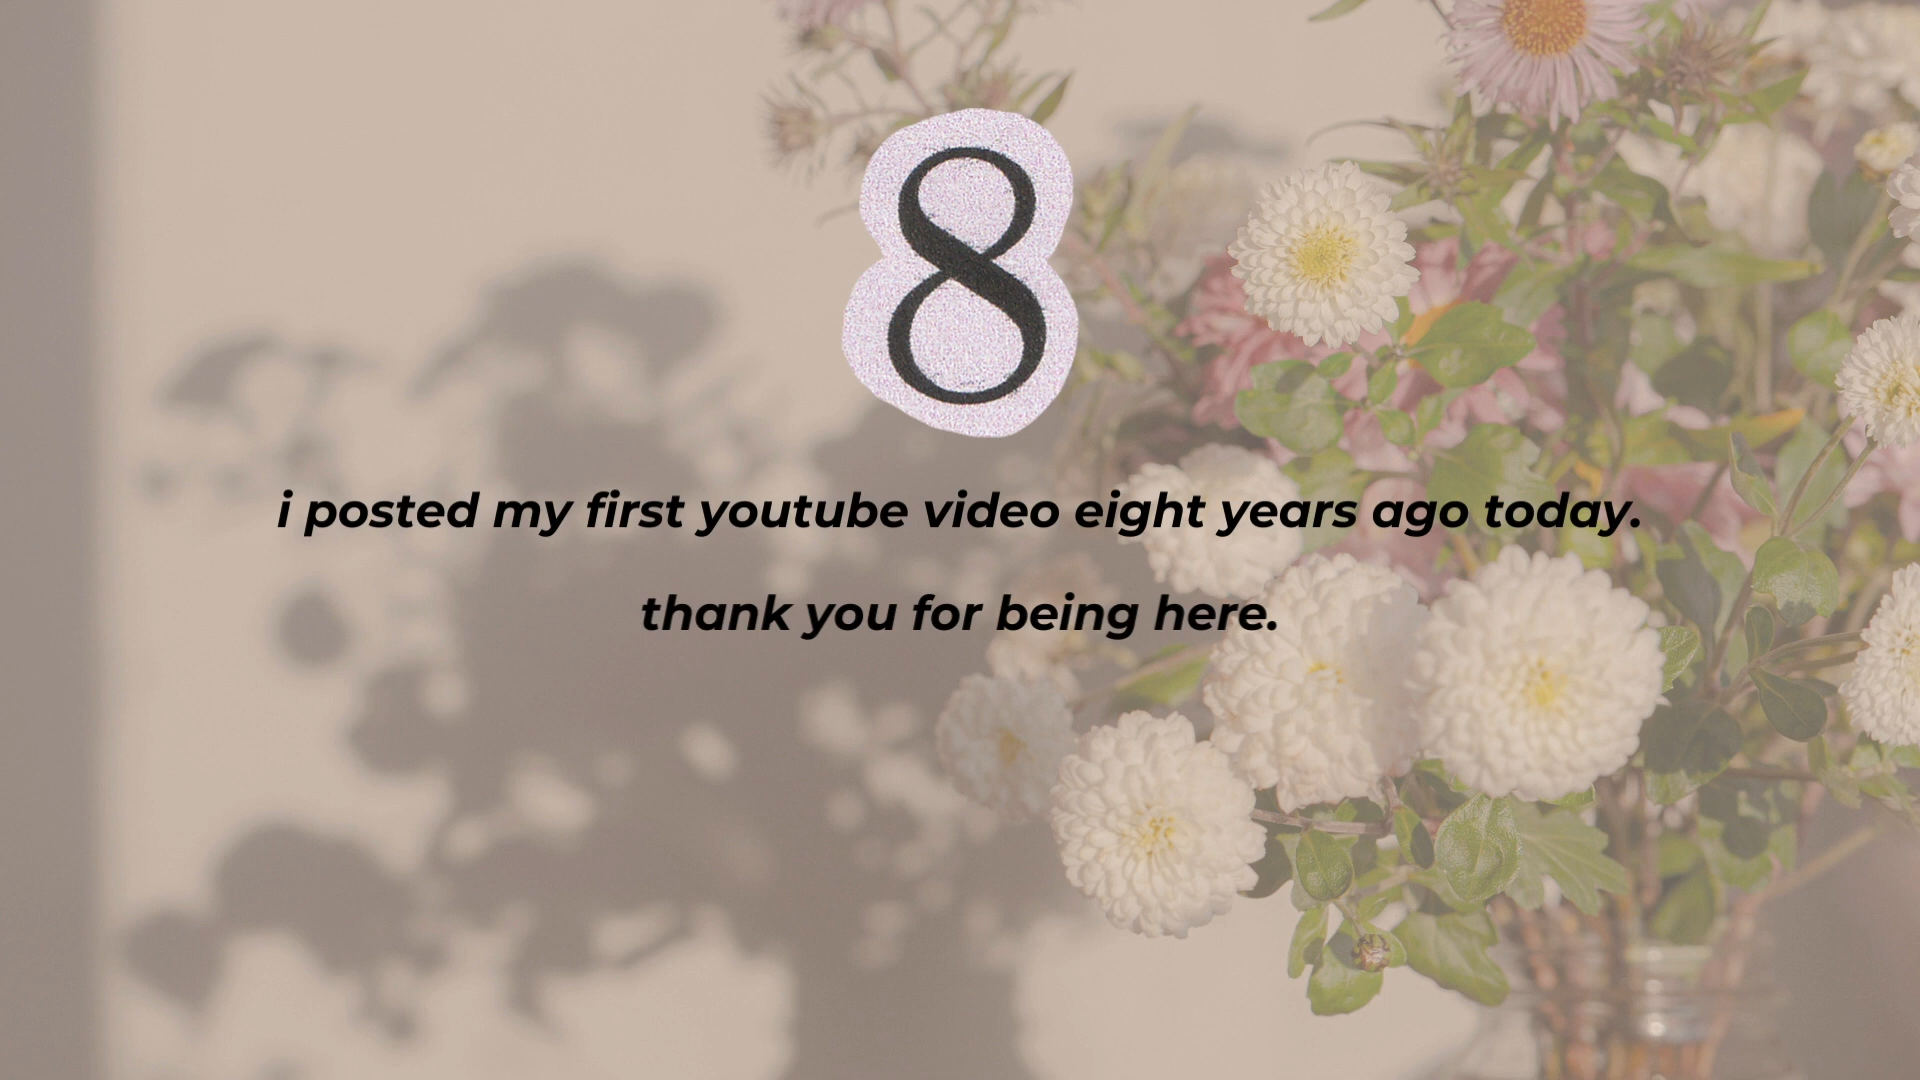 8
i posted my first youtube video eight years ago today.
thank you for being here.